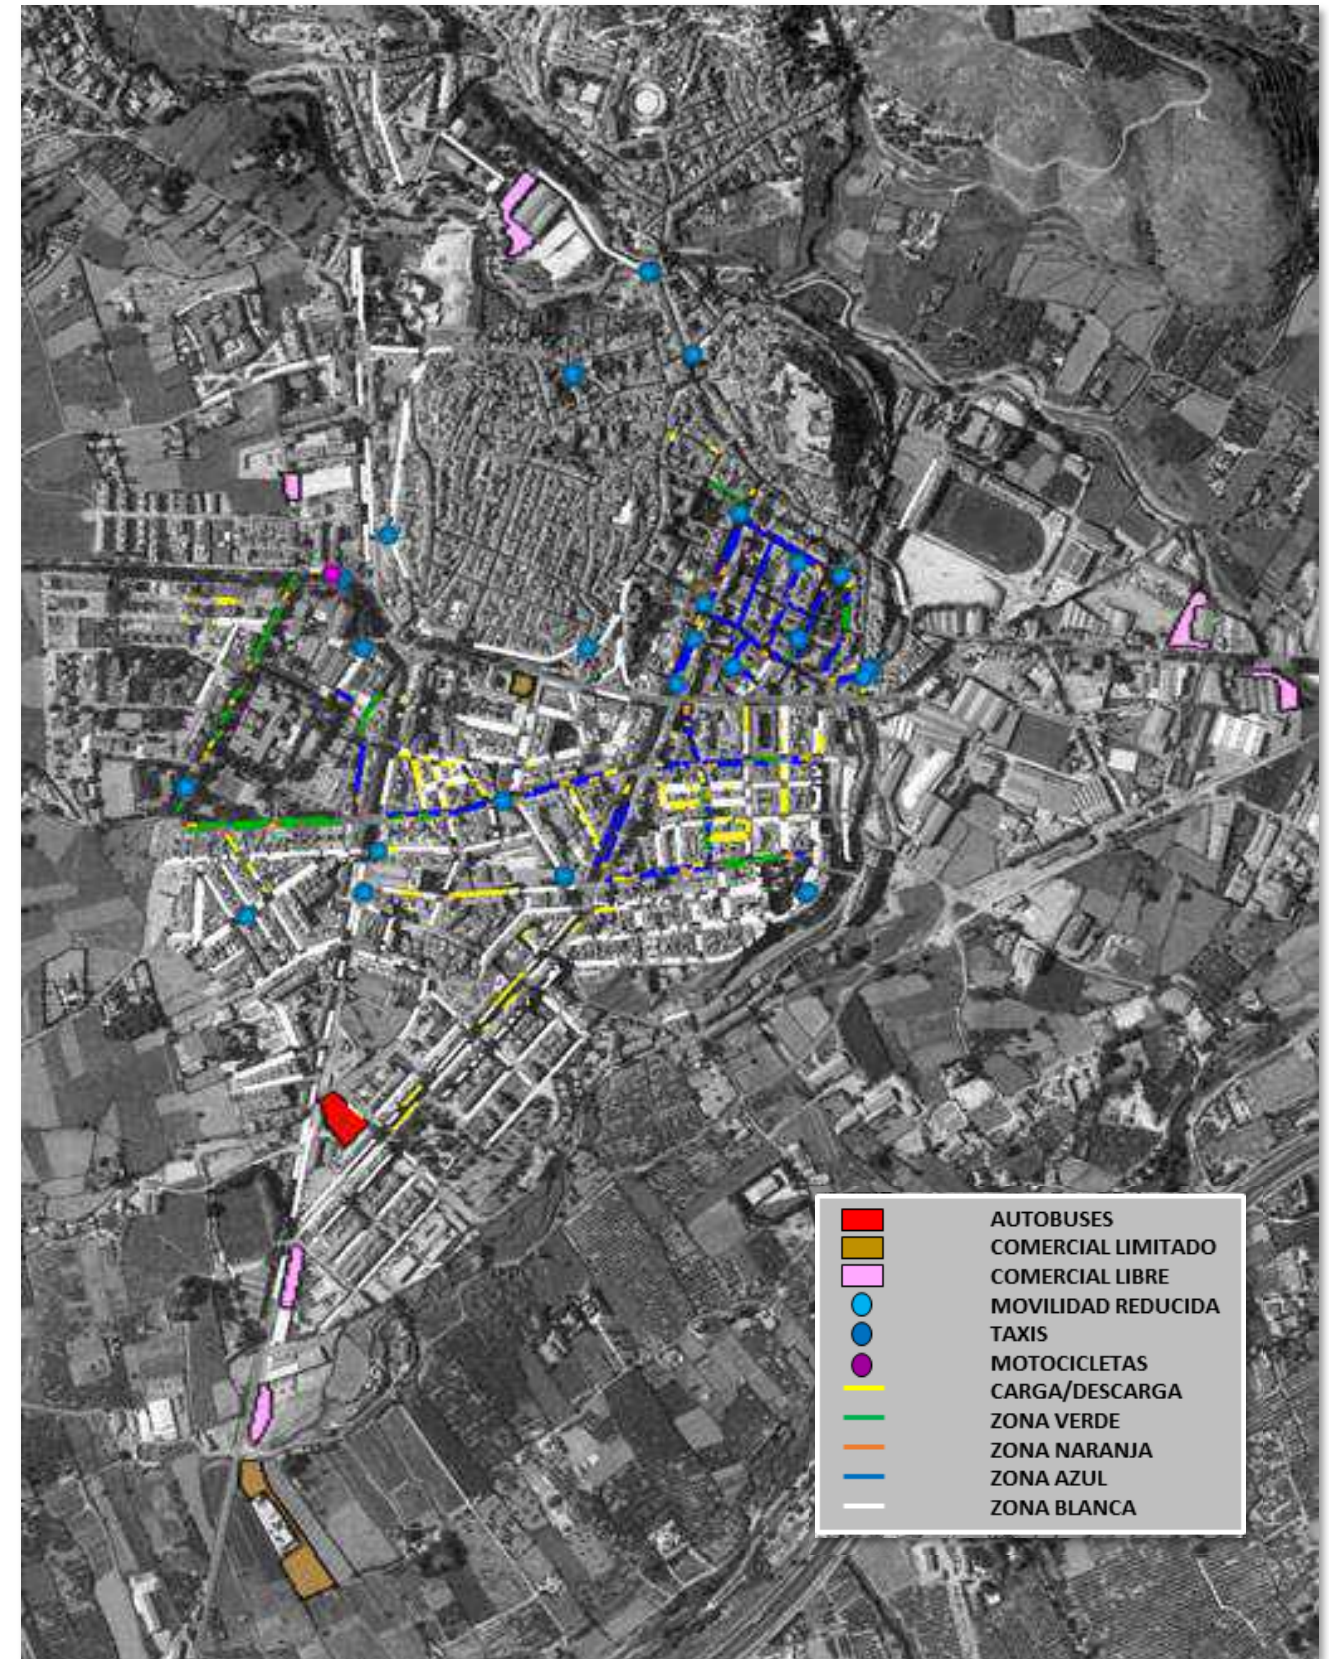 AUTOBUSES
COMERCIAL LIMITADO
COMERCIAL LIBRE
MOVILIDAD REDUCIDA
TAXIS
MOTOCICLETAS
CARGA/DESCARGA
ZONA VERDE
ZONA NARANJA
ZONA AZUL
ZONA BLANCA